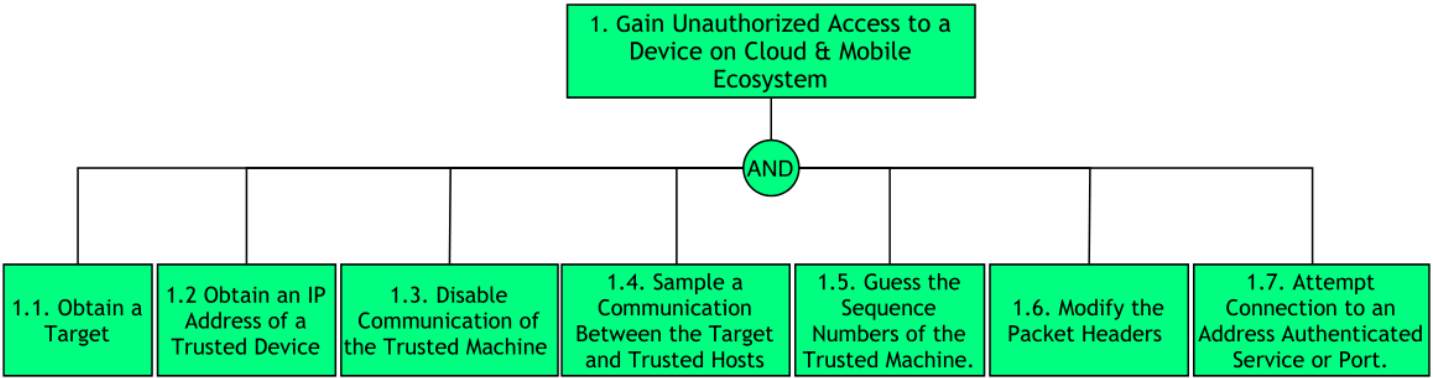 1. Gain Unauthorized Access to a
Device on Cloud & Mobile
Ecosystem
AND
1.1. Obtain a
Target
1.2 Obtain an IP
Address of a
Trusted Device
1.3. Disable
Communication of
the Trusted Machine
1.4. Sample a
Communication
Between the Target
and Trusted Hosts
1.5. Guess the
Sequence
Numbers of the
Trusted Machine.
1.6. Modify the
Packet Headers
1.7. Attempt
Connection to an
Address Authenticated
Service or Port.